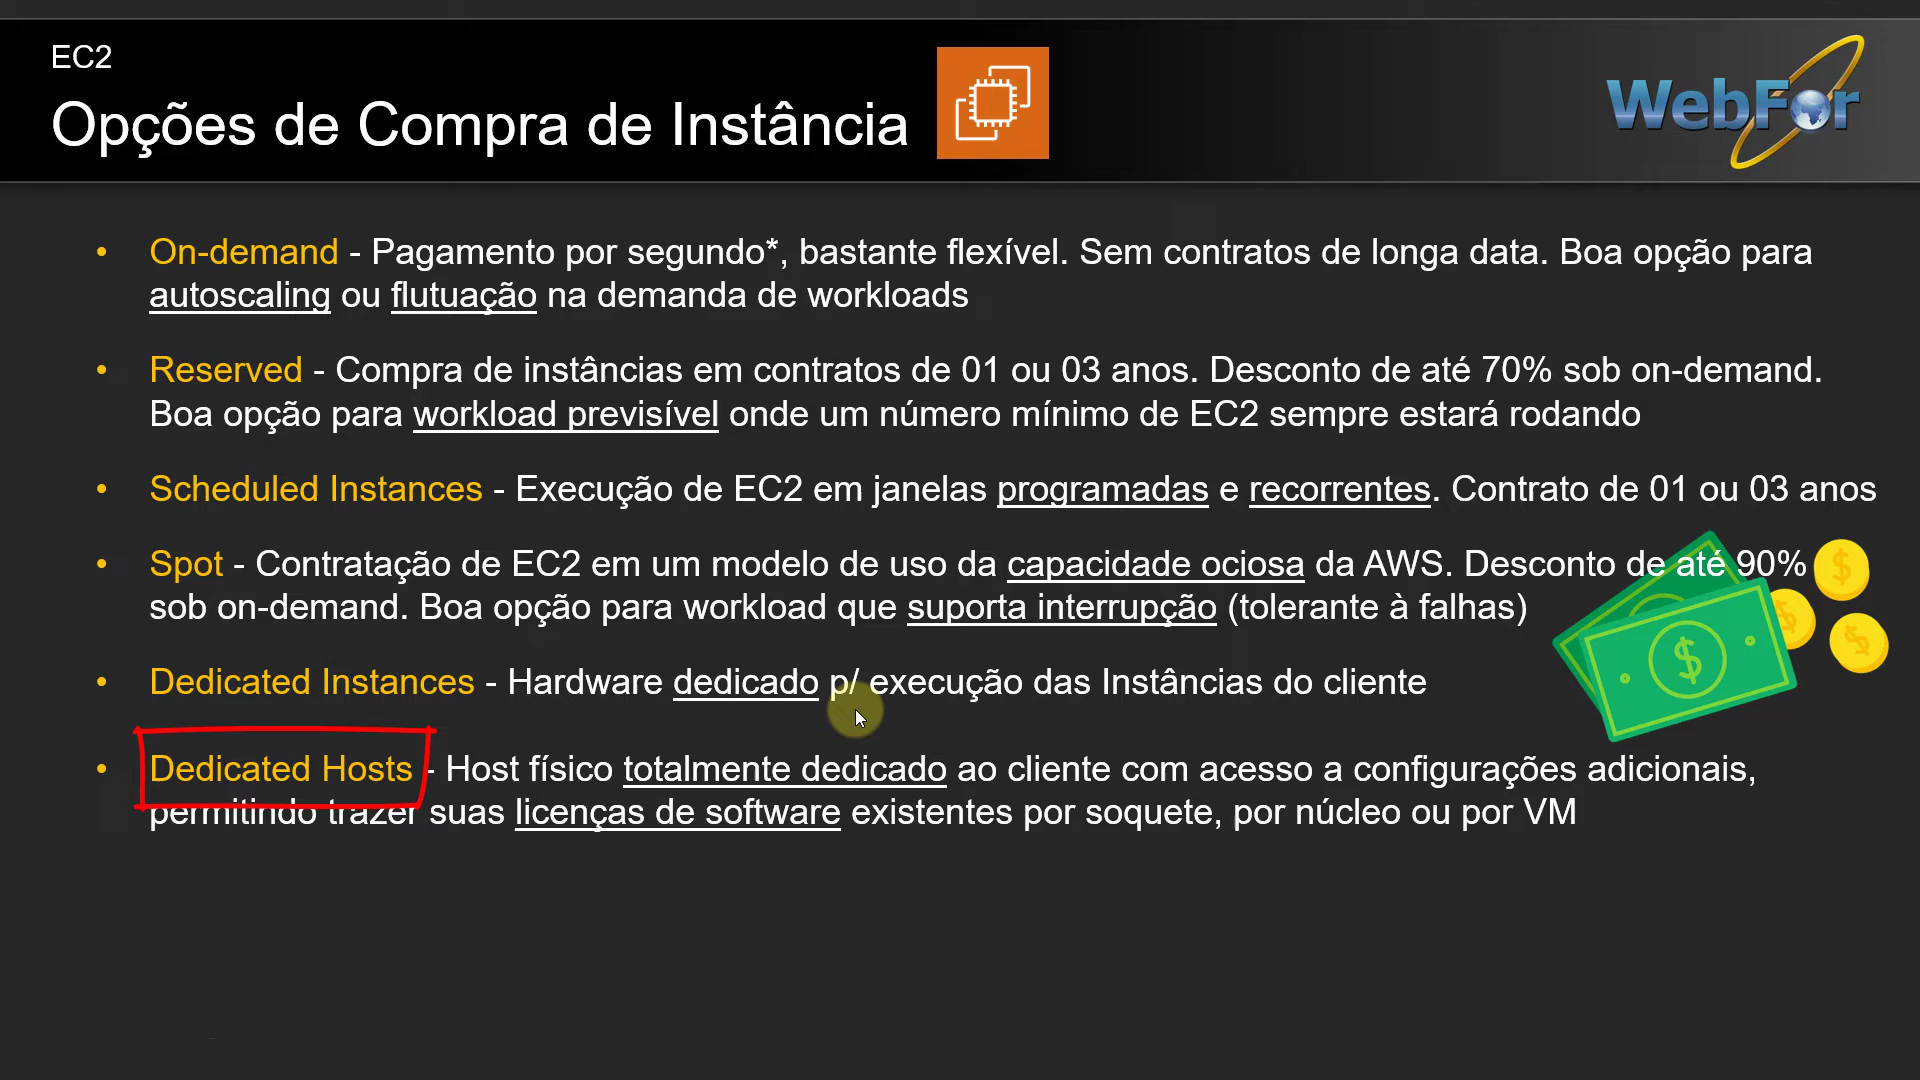 EC2
Opções de Compra de Instância
WebFor
• On-demand - Pagamento por segundo*, bastante flexível. Sem contratos de longa data. Boa opção para
autoscaling ou flutuação na demanda de workloads
• Reserved - Compra de instâncias em contratos de 01 ou 03 anos. Desconto de até 70% sob on-demand.
Boa opção para workload previsível onde um número mínimo de EC2 sempre estará rodando
• Scheduled Instances - Execução de EC2 em janelas programadas e recorrentes. Contrato de 01 ou 03 anos
• Spot - Contratação de EC2 em um modelo de uso da capacidade ociosa da AWS. Desconto de até 90%
sob on-demand. Boa opção para workload que suporta interrupção (tolerante à falhas)
• Dedicated Instances - Hardware dedicado p/ execução das Instâncias do cliente
• Dedicated Hosts - Host físico totalmente dedicado ao cliente com acesso a configurações adicionais,
permitindo trazer suas licenças de software existentes por soquete, por núcleo ou por VM